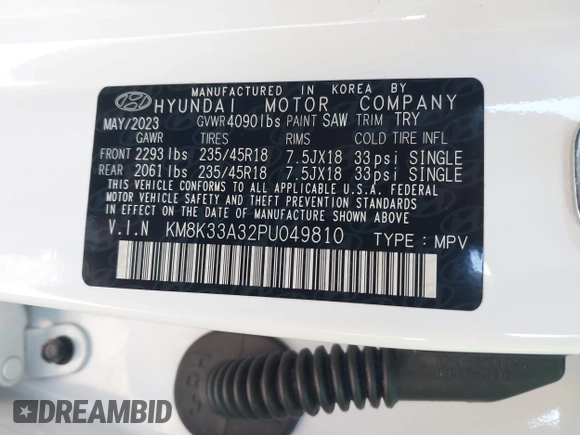 MANUFACTURED IN KOREA BY
HYUNDAI MOTOR COMPANY
MAY/2023 GVWR 4090lbs PAINT SAW TRIM TRY
GAWR TIRES RIMS COLD TIRE INFL
FRONT 2293lbs 235/45R18 7.5JX18 33psi SINGLE
REAR 2061lbs 235/45R18 7.5JX18 33psi SINGLE
THIS VEHICLE CONFORMS TO ALL APPLICABLE U.S.A. FEDERAL
MOTOR VEHICLE SAFETY AND THEFT PREVENTION STANDARDS
IN EFFECT ON THE DATE OF MANUFACTURE SHOWN ABOVE
V.I.N KM8K33A32PU049810 TYPE : MPV
DREAMBID